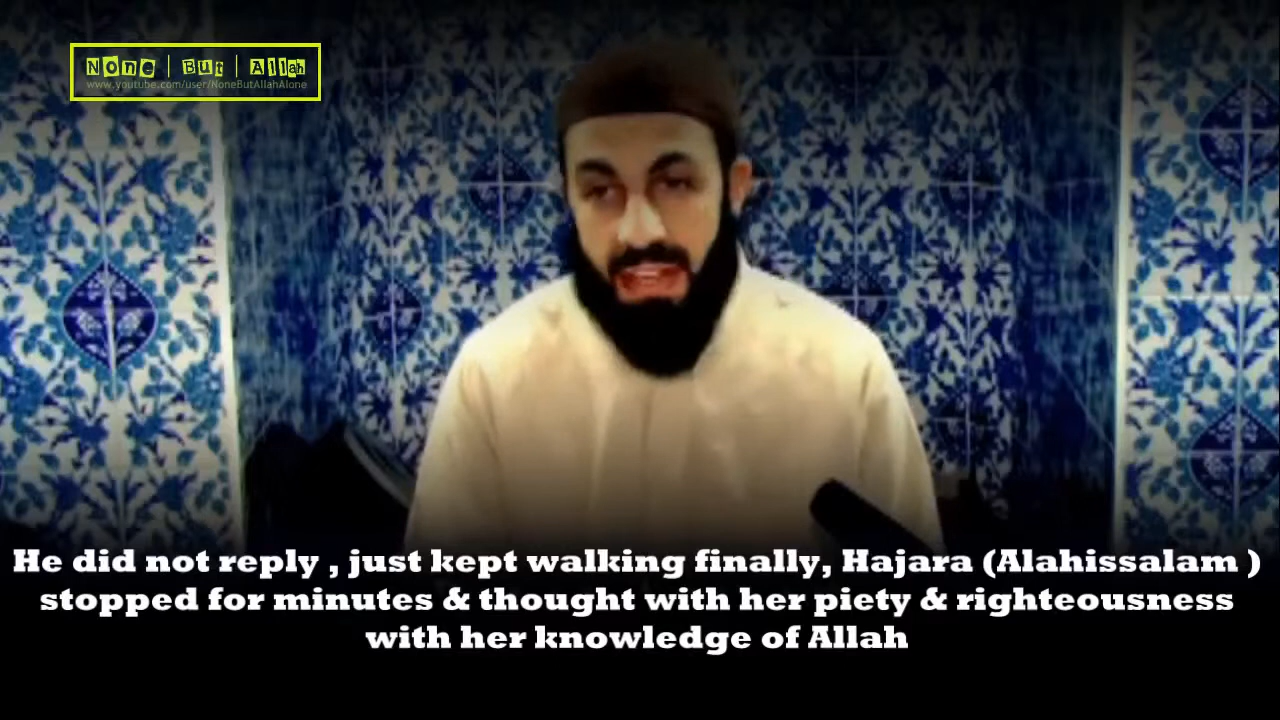 None | But | Allah
www.youtube.com/user/NoneButAllahAlone
He did not reply , just kept walking finally, Hajara (Alahissalam )
stopped for minutes & thought with her piety & righteousness
with her knowledge of Allah